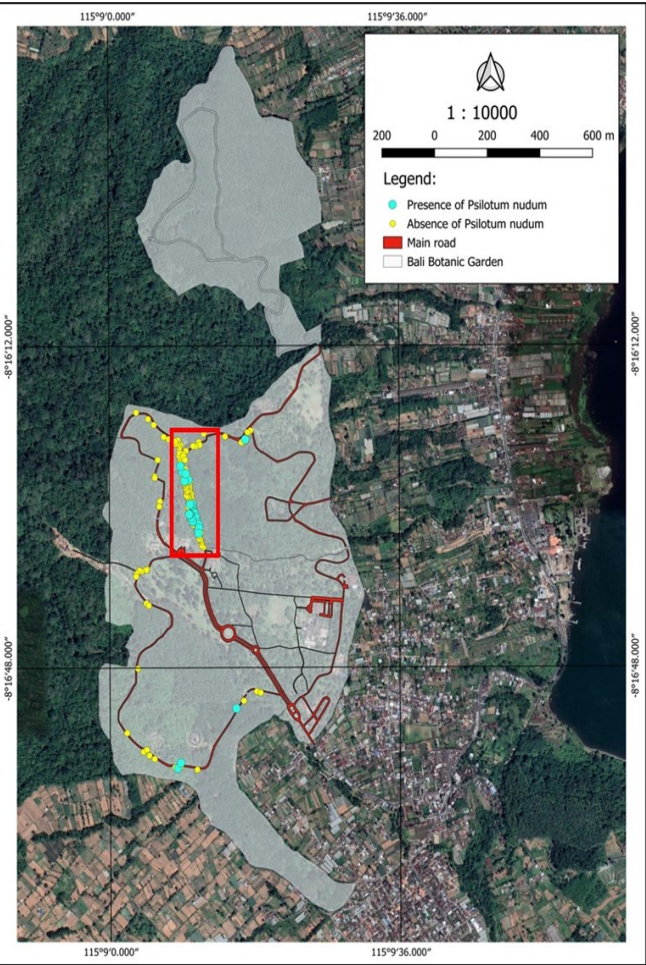 115°9'0.000" 115°9'36.000"
1 : 10000
200 0 200 400 600 m
Legend:
Presence of Psilotum nudum
Absence of Psilotum nudum
Main road
Bali Botanic Garden
-8°16'12.000" -8°16'12.000"
-8°16'48.000" -8°16'48.000"
115°9'0.000" 115°9'36.000"